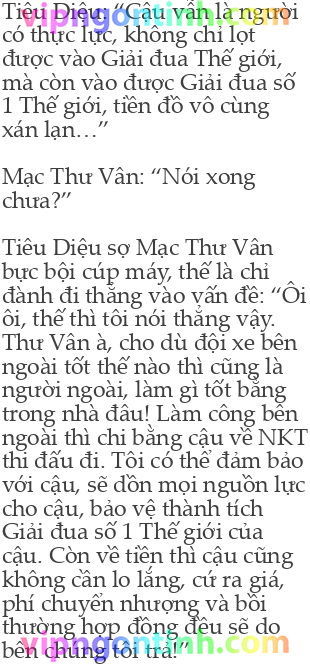 Tiêu Diệu: “Cậu vẫn là người
có thực lực, không chỉ lọt
được vào Giải đua Thế giới,
mà còn vào được Giải đua số
1 Thế giới, tiền đồ vô cùng
xán lạn…”
Mạc Thư Vân: “Nói xong
chưa?”
Tiêu Diệu sợ Mạc Thư Vân
bực bội cúp máy, thế là chỉ
đành đi thẳng vào vấn đề: “Ôi
ôi, thế thì tôi nói thẳng vậy.
Thư Vân à, cho dù đội xe bên
ngoài tốt thế nào thì cũng là
người ngoài, làm gì tốt bằng
trong nhà đâu! Làm công bên
ngoài thì chi bằng cậu về NKT
thi đấu đi. Tôi có thể đảm bảo
với cậu, sẽ dồn mọi nguồn lực
cho cậu, bảo vệ thành tích
Giải đua số 1 Thế giới của
cậu. Còn về tiền thì cậu cũng
không cần lo lắng, cứ ra giá,
phí chuyển nhượng và bồi
thường hợp đồng đều sẽ do
bên chúng tôi trả!”
vipngontinh.com
vipngontinh.com